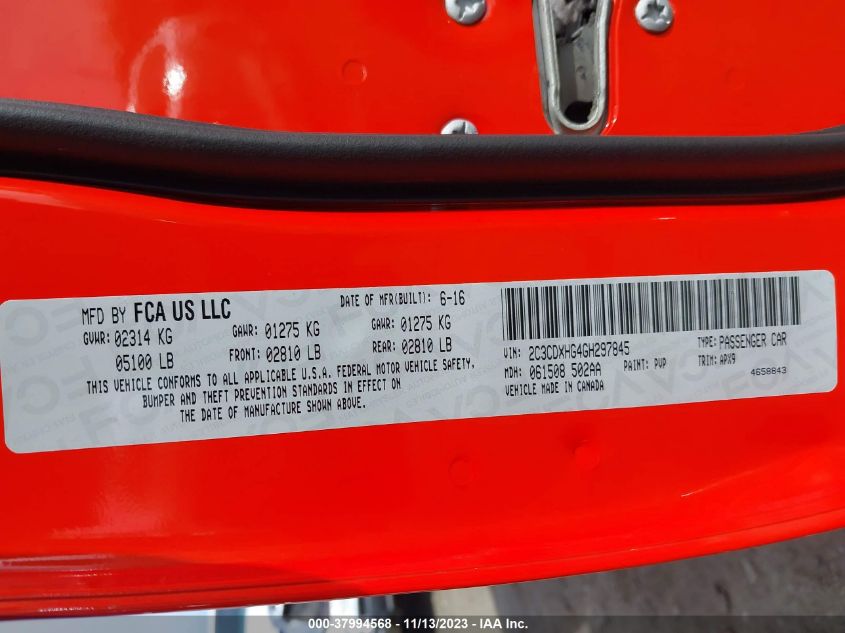 MFD BY FCA US LLC
DATE OF MFR(BUILT): 6-16
GVWR: 02314 KG
GAWR: 01275 KG
GAWR: 01275 KG
05100 LB
FRONT: 02810 LB
REAR: 02810 LB
THIS VEHICLE CONFORMS TO ALL APPLICABLE U.S.A. FEDERAL MOTOR VEHICLE SAFETY,
BUMPER AND THEFT PREVENTION STANDARDS IN EFFECT ON
THE DATE OF MANUFACTURE SHOWN ABOVE.
VIN: 2C3CDXHG4GH297845
TYPE: PASSENGER CAR
MDH: 061508 502AA
PAINT: PVP
TRIM: APX9
VEHICLE MADE IN CANADA
4658843
000-37994568 - 11/13/2023 - IAAI.com